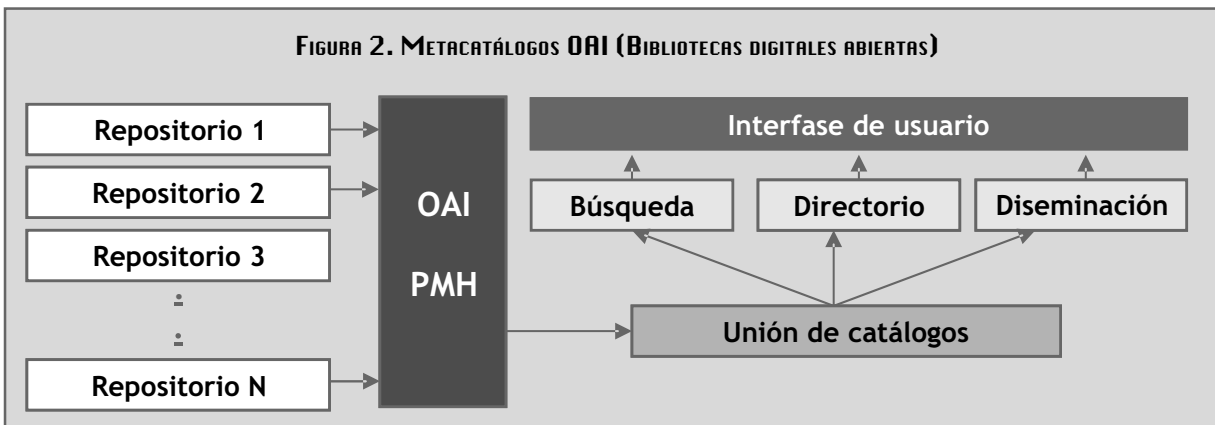 Figura 2. Metacatálogos OAI (Bibliotecas digitales abiertas)
Repositorio 1
Repositorio 2
Repositorio 3
Repositorio N
OAI
PMH
Interfase de usuario
Búsqueda
Directorio
Diseminación
Unión de catálogos